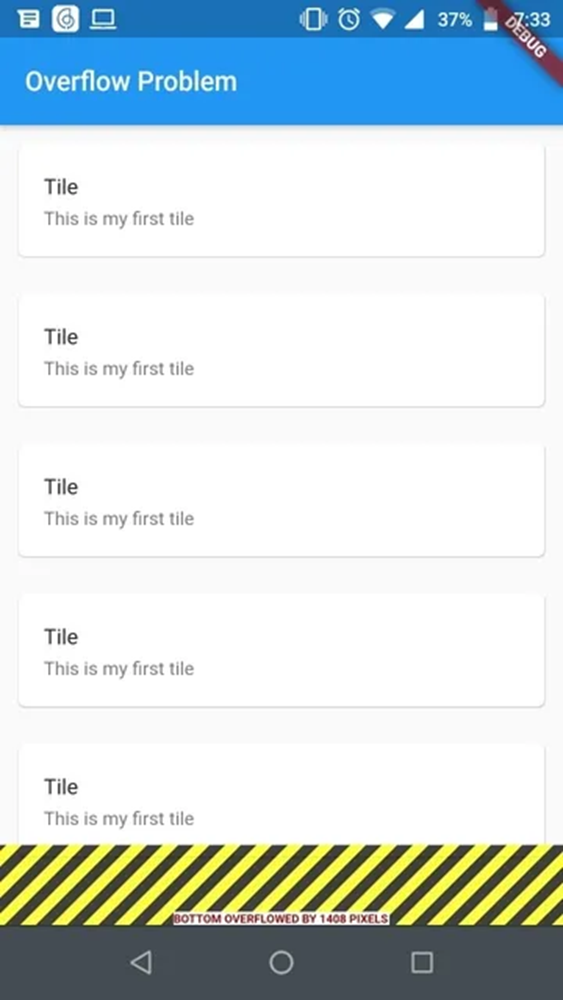 37% 7:33
DEBUG
Overflow Problem
Tile
This is my first tile
Tile
This is my first tile
Tile
This is my first tile
Tile
This is my first tile
Tile
This is my first tile
BOTTOM OVERFLOWED BY 1408 PIXELS